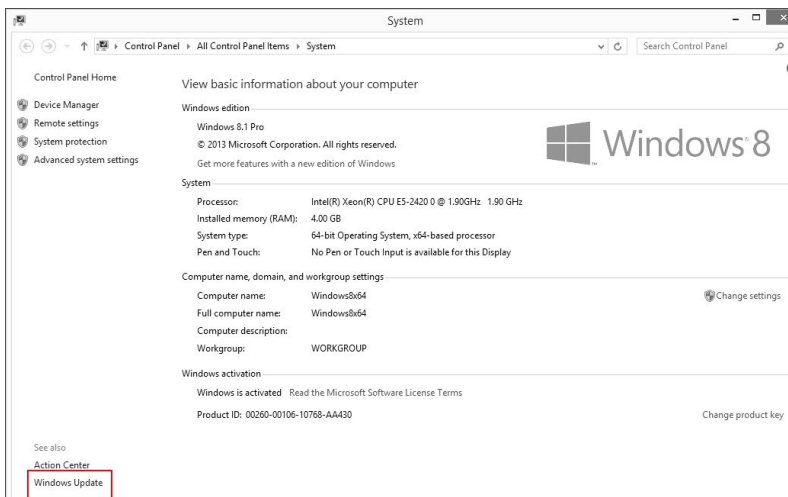 System
Control Panel All Control Panel Items System
Search Control Panel
Control Panel Home
Device Manager
Remote settings
System protection
Advanced system settings
View basic information about your computer
Windows edition
Windows 8.1 Pro
© 2013 Microsoft Corporation. All rights reserved.
Get more features with a new edition of Windows
Windows 8
System
Processor: Intel(R) Xeon(R) CPU E5-2420 0 @ 1.90GHz 1.90 GHz
Installed memory (RAM): 4.00 GB
System type: 64-bit Operating System, x64-based processor
Pen and Touch: No Pen or Touch Input is available for this Display
Computer name, domain, and workgroup settings
Computer name: Windows8x64
Change settings
Full computer name: Windows8x64
Computer description:
Workgroup: WORKGROUP
Windows activation
Windows is activated Read the Microsoft Software License Terms
Product ID: 00260-00106-10768-AA430
Change product key
See also
Action Center
Windows Update